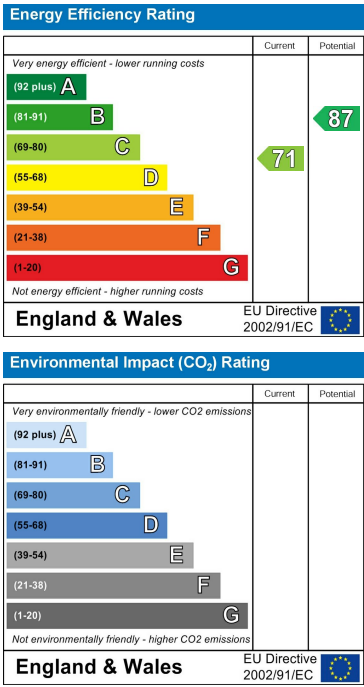 Energy Efficiency Rating
Current Potential
Very energy efficient - lower running costs
(92 plus) A
(81-91) B
87
(69-80) C
71
(55-68) D
(39-54) E
(21-38) F
(1-20) G
Not energy efficient - higher running costs
England & Wales
EU Directive
2002/91/EC
Environmental Impact (CO₂) Rating
Current Potential
Very environmentally friendly - lower CO2 emissions
(92 plus) A
(81-91) B
(69-80) C
(55-68) D
(39-54) E
(21-38) F
(1-20) G
Not environmentally friendly - higher CO2 emissions
England & Wales
EU Directive
2002/91/EC